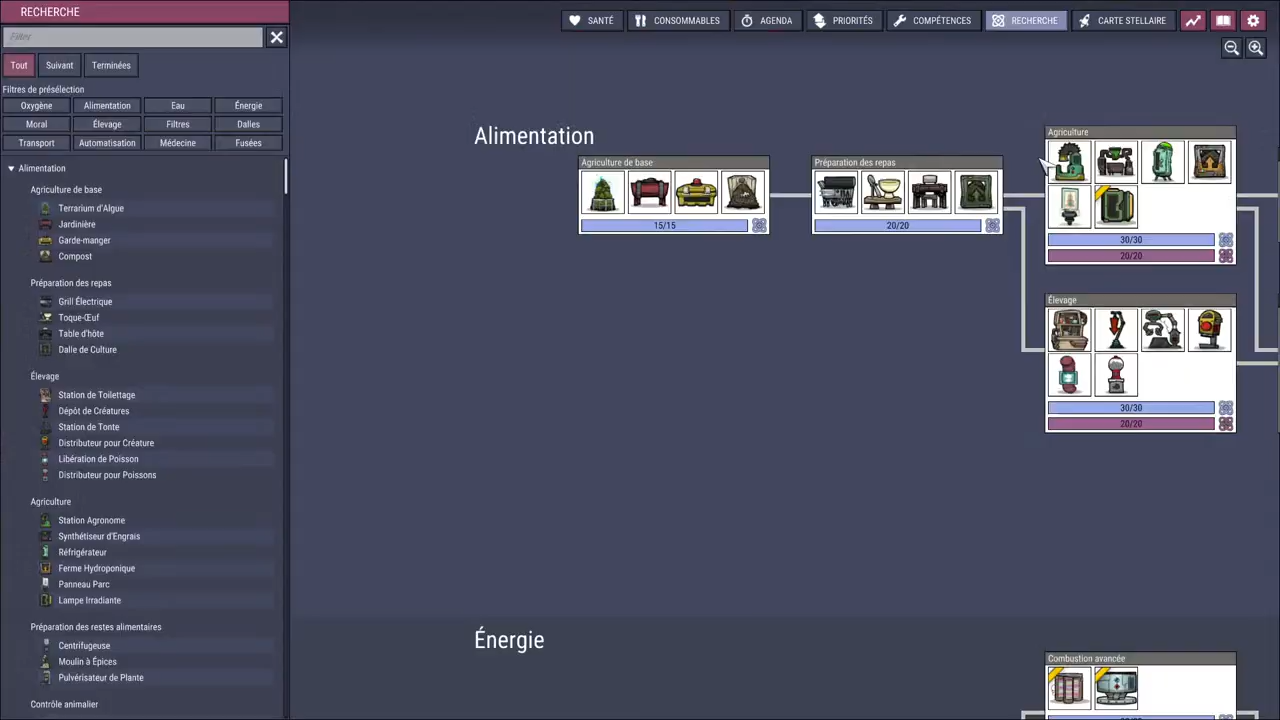 RECHERCHE
SANTÉ
CONSOMMABLES
AGENDA
PRIORITÉS
COMPÉTENCES
RECHERCHE
CARTE STELLAIRE
Filter
Tout
Suivant
Terminées
Filtres de présélection
Oxygène
Alimentation
Eau
Énergie
Moral
Élevage
Filtres
Dalles
Transport
Automatisation
Médecine
Fusées
Alimentation
Agriculture de base
Terrarium d'Algue
Jardinière
Garde-manger
Compost
Préparation des repas
Grill Électrique
Toque-Œuf
Table d'hôte
Dalle de Culture
Élevage
Station de Toilettage
Dépôt de Créatures
Station de Tonte
Distributeur pour Créature
Libération de Poisson
Distributeur pour Poissons
Agriculture
Station Agronome
Synthétiseur d'Engrais
Réfrigérateur
Ferme Hydroponique
Panneau Parc
Lampe Irradiante
Préparation des restes alimentaires
Centrifugeuse
Moulin à Épices
Pulvérisateur de Plante
Contrôle animalier
Alimentation
Agriculture de base
15/15
Préparation des repas
20/20
Agriculture
30/30
20/20
Élevage
30/30
20/20
Énergie
Combustion avancée